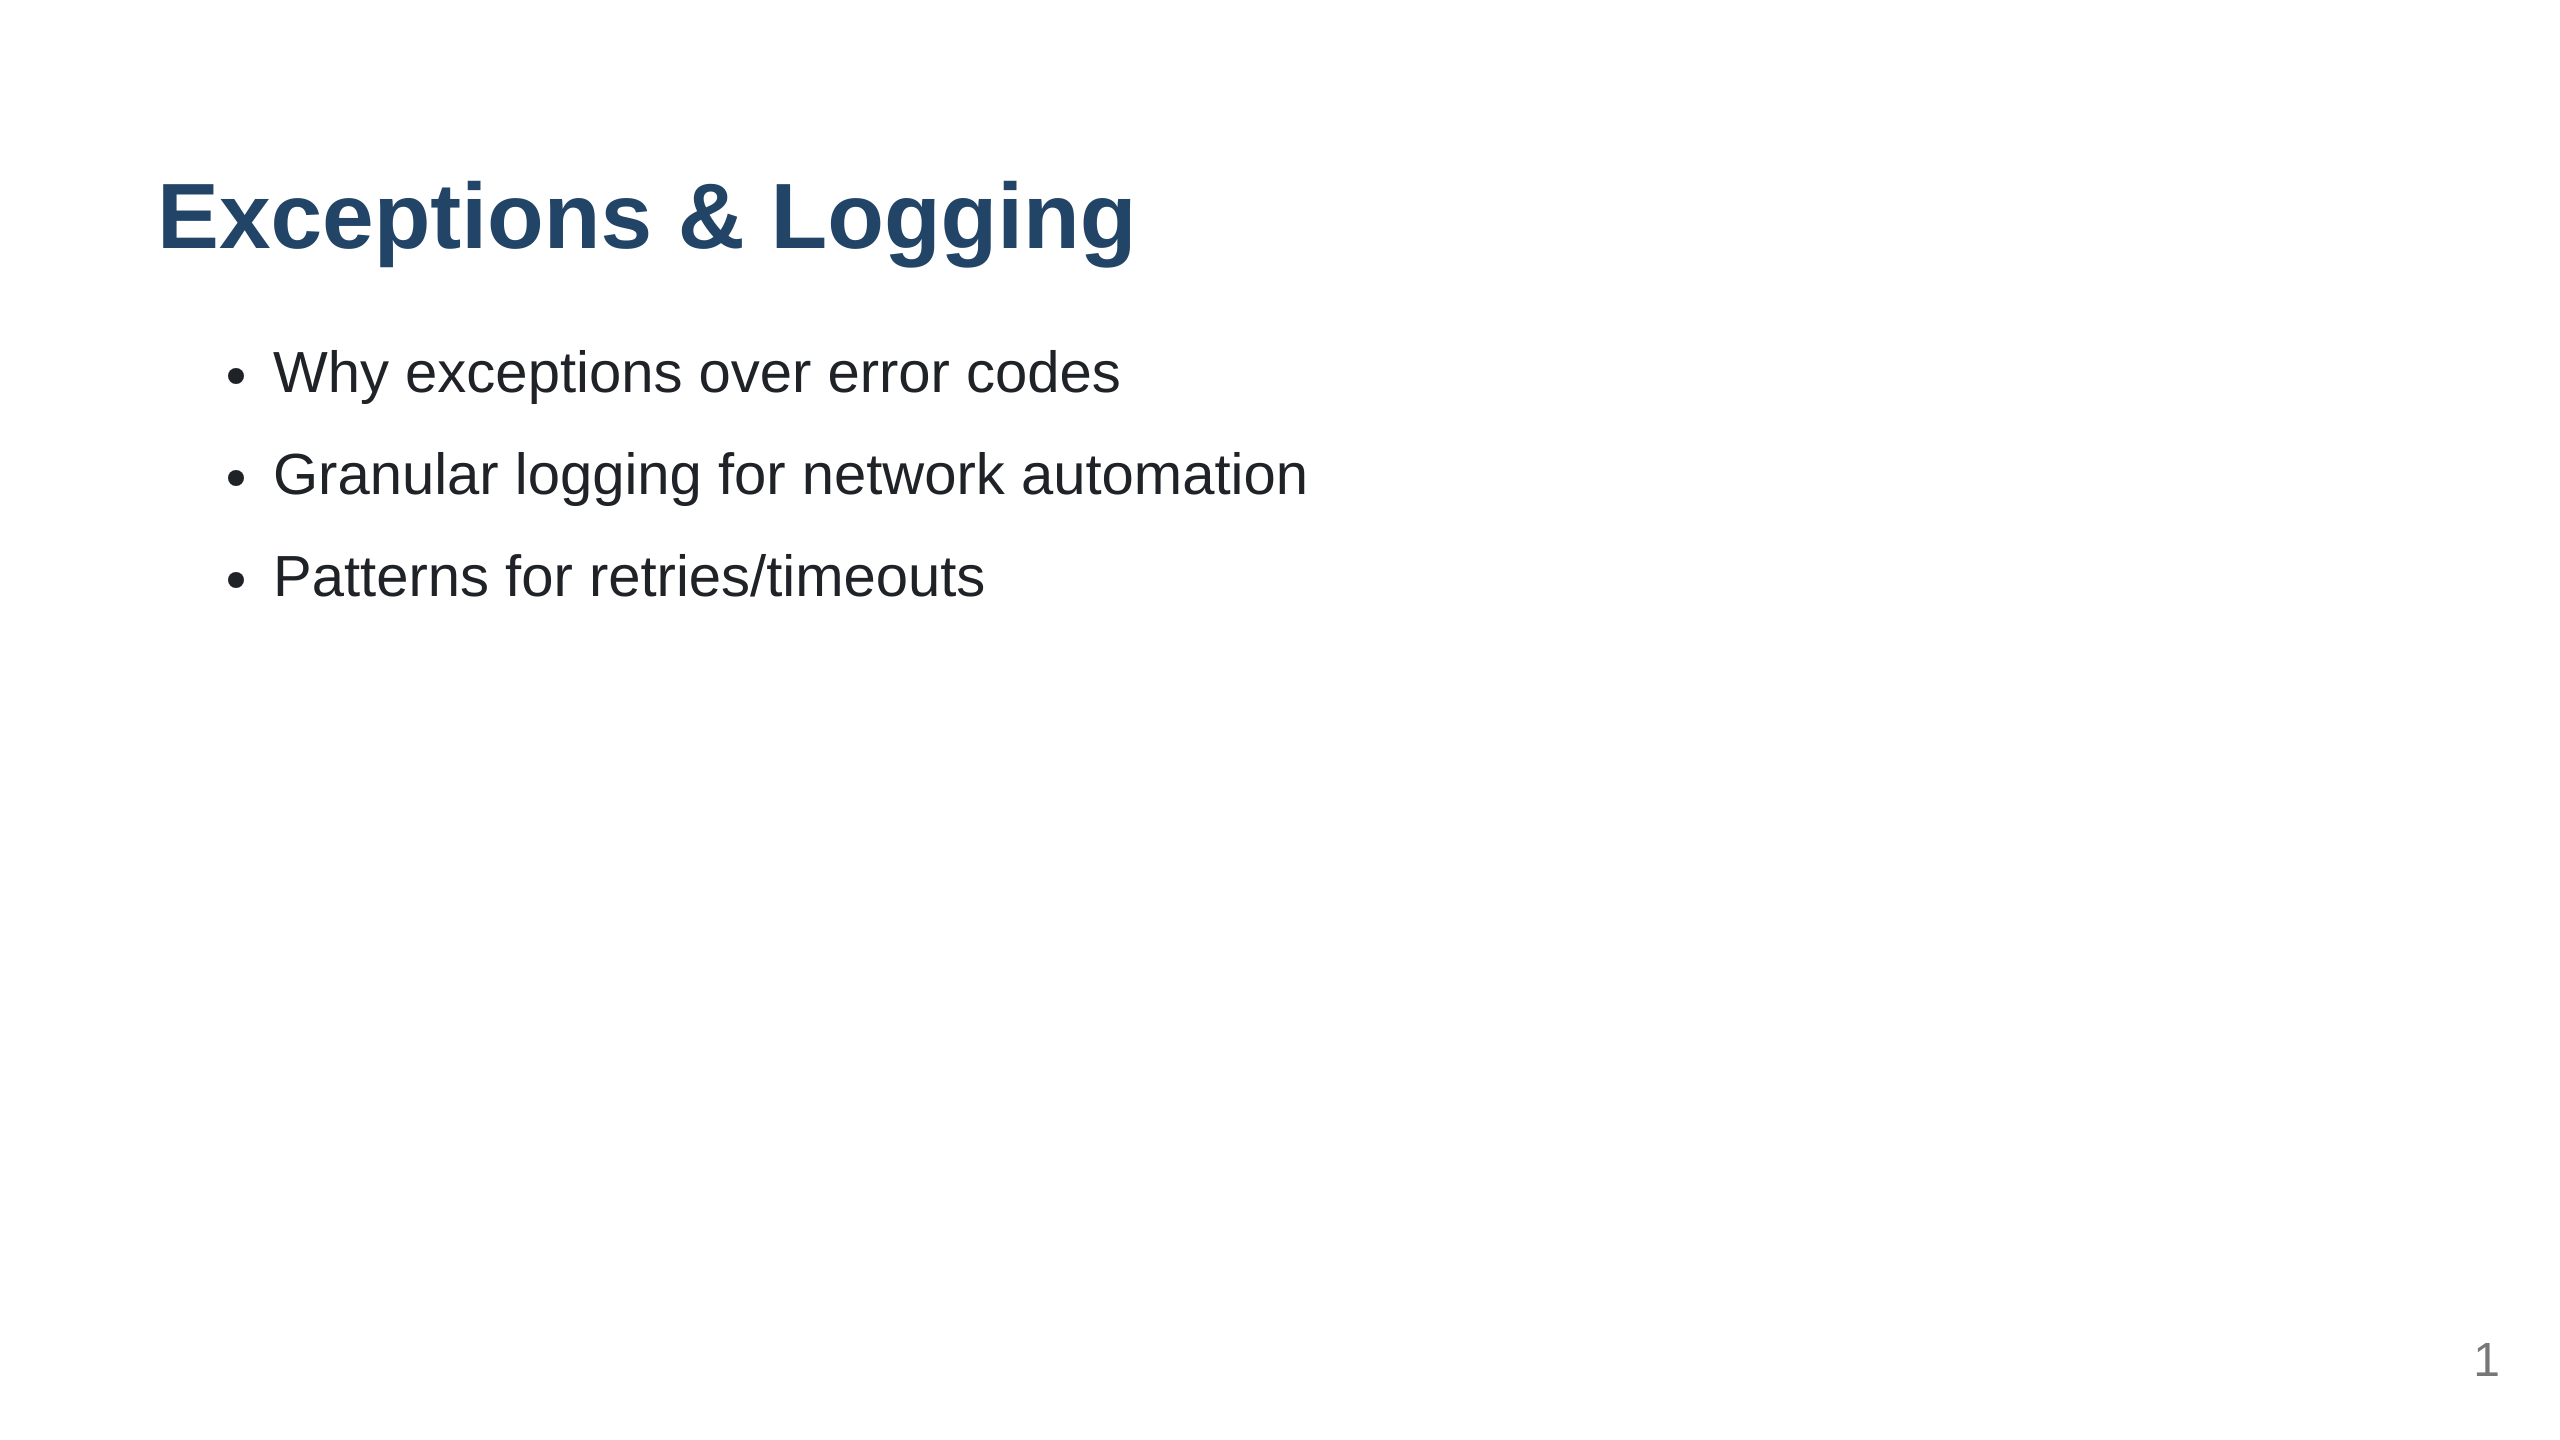 Exceptions & Logging
• Why exceptions over error codes
• Granular logging for network automation
• Patterns for retries/timeouts
1